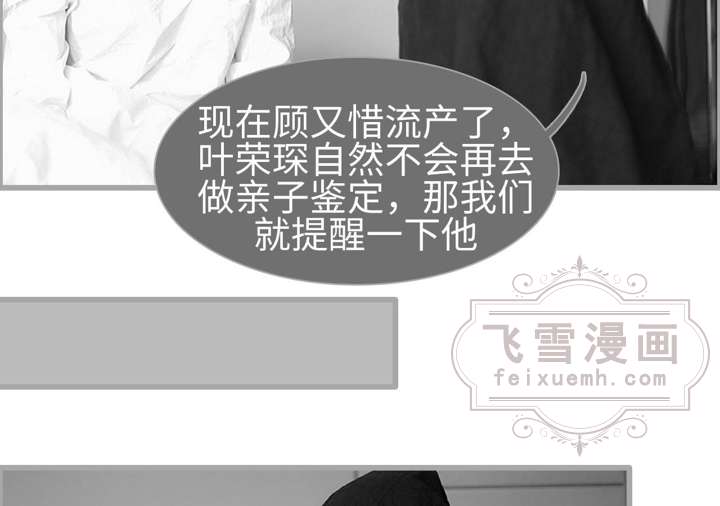 现在顾又惜流产了，
叶荣琛自然不会再去
做亲子鉴定，那我们
就提醒一下他
飞雪漫画
feixuemh.com